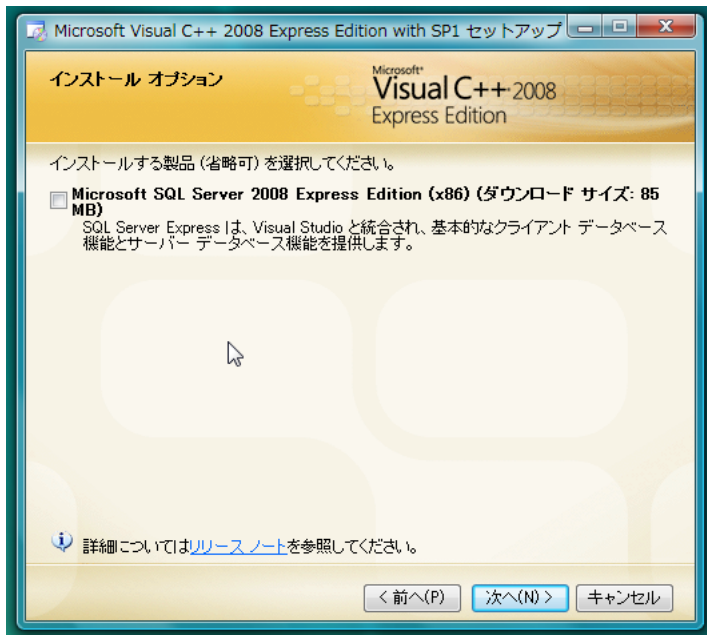 Microsoft Visual C++ 2008 Express Edition with SP1 セットアップ
インストール オプション
Microsoft
Visual C++ 2008
Express Edition
インストールする製品 (省略可) を選択してください。
Microsoft SQL Server 2008 Express Edition (x86) (ダウンロード サイズ: 85
MB)
SQL Server Express は、Visual Studio と統合され、基本的なクライアント データベース
機能とサーバー データベース機能を提供します。
詳細についてはリリース ノートを参照してください。
< 前へ(P)
次へ(N) >
キャンセル